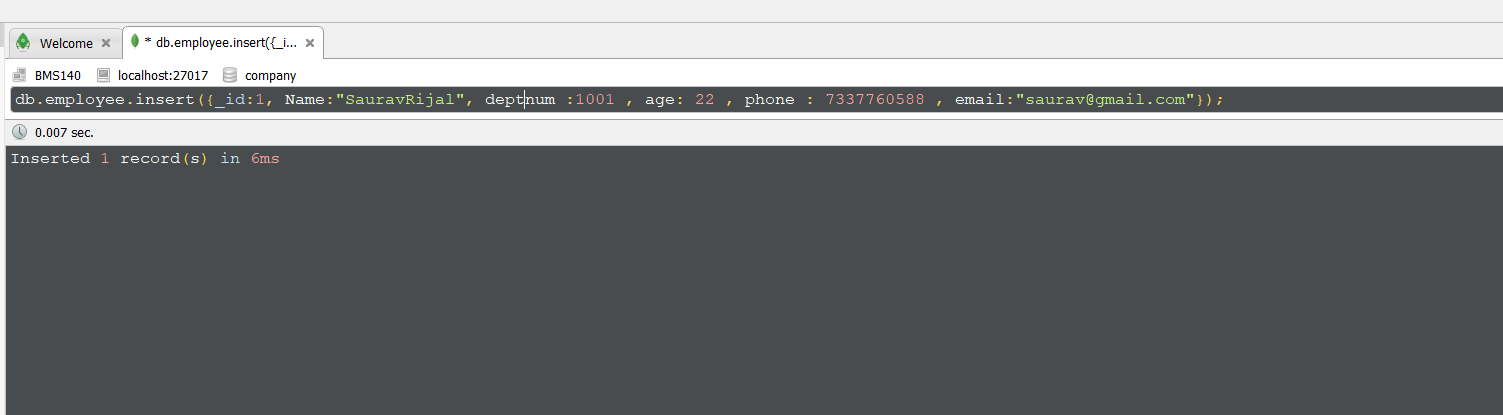 Welcome
* db.employee.insert({_i...
BMS140 localhost:27017 company
db.employee.insert({_id:1, Name:"SauravRijal", deptnum :1001 , age: 22 , phone : 7337760588 , email:"saurav@gmail.com"});
0.007 sec.
Inserted 1 record(s) in 6ms